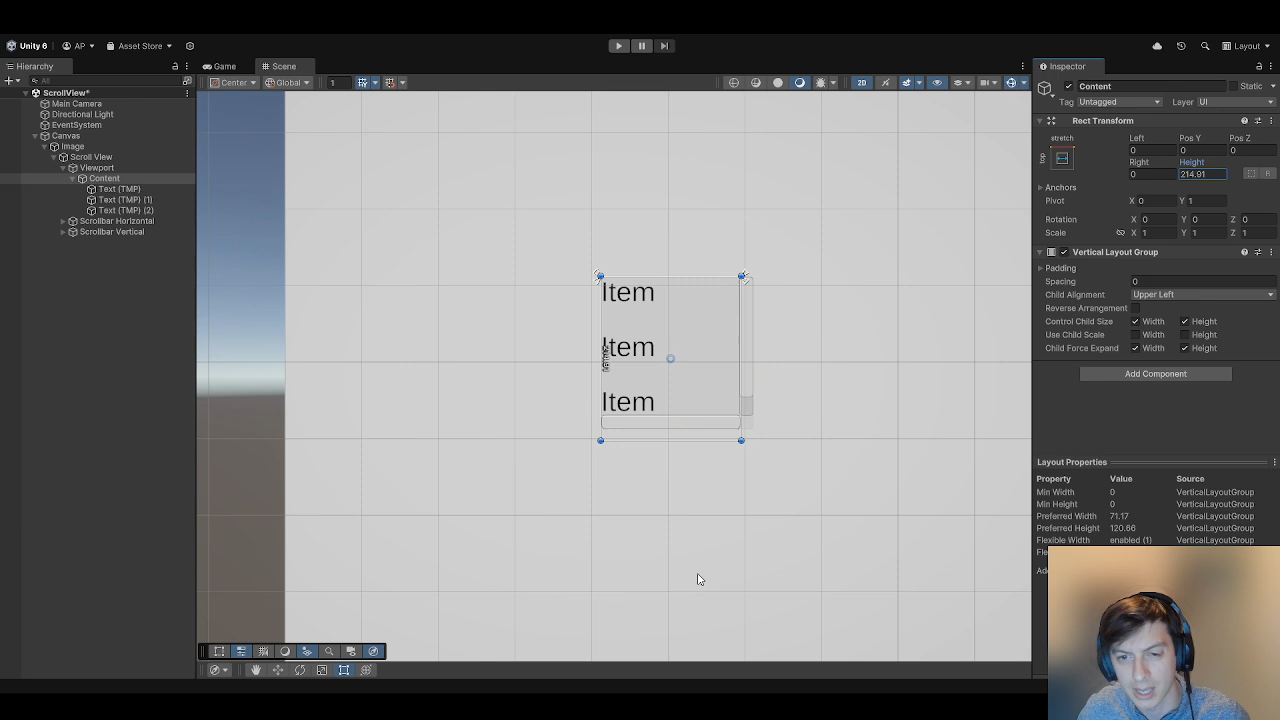 Unity 6 AP Asset Store Layout
Hierarchy Game Scene Inspector
All Center Global 1 2D
ScrollView*
Main Camera
Directional Light
EventSystem
Canvas
Image
Scroll View
Viewport
Content
Text (TMP)
Text (TMP) (1)
Text (TMP) (2)
Scrollbar Horizontal
Scrollbar Vertical
Item
Item
Item
Content Static
Tag Untagged Layer UI
Rect Transform
stretch Left Pos Y Pos Z
top 0 0 0
Right Height
0 214.91 R
Anchors
Pivot X 0 Y 1
Rotation X 0 Y 0 Z 0
Scale X 1 Y 1 Z 1
Vertical Layout Group
Padding
Spacing 0
Child Alignment Upper Left
Reverse Arrangement
Control Child Size Width Height
Use Child Scale Width Height
Child Force Expand Width Height
Add Component
Layout Properties
Property Value Source
Min Width 0 VerticalLayoutGroup
Min Height 0 VerticalLayoutGroup
Preferred Width 71.17 VerticalLayoutGroup
Preferred Height 120.66 VerticalLayoutGroup
Flexible Width enabled (1) VerticalLayoutGroup